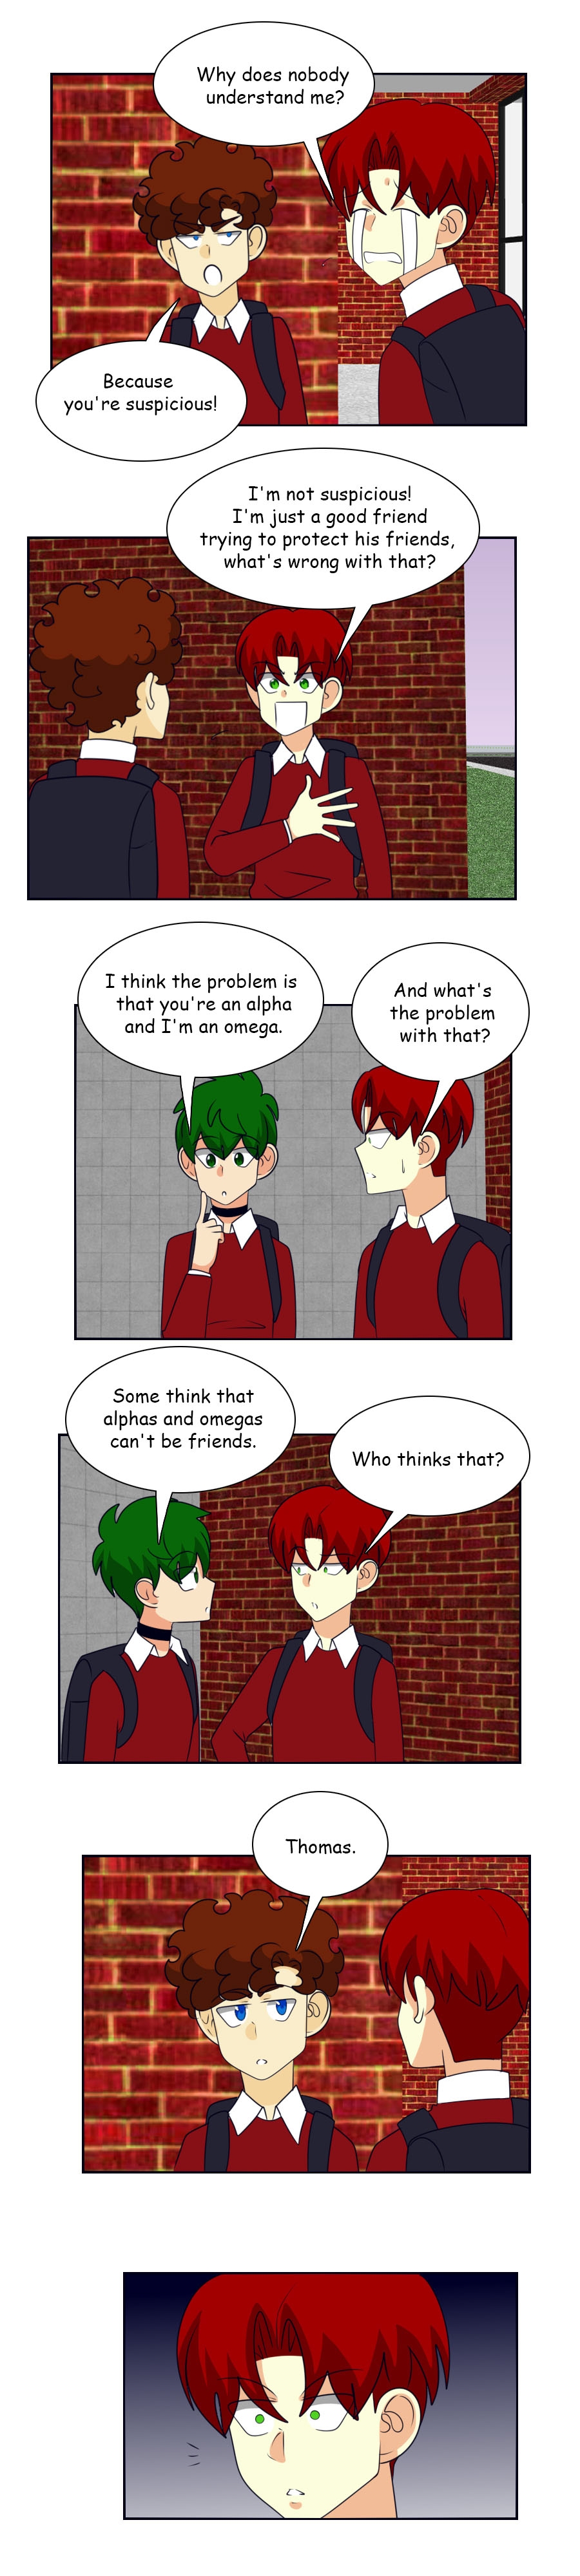 Why does nobody
understand me?
Because
you're suspicious!
I'm not suspicious!
I'm just a good friend
trying to protect his friends,
what's wrong with that?
I think the problem is
that you're an alpha
and I'm an omega.
And what's
the problem
with that?
Some think that
alphas and omegas
can't be friends.
Who thinks that?
Thomas.